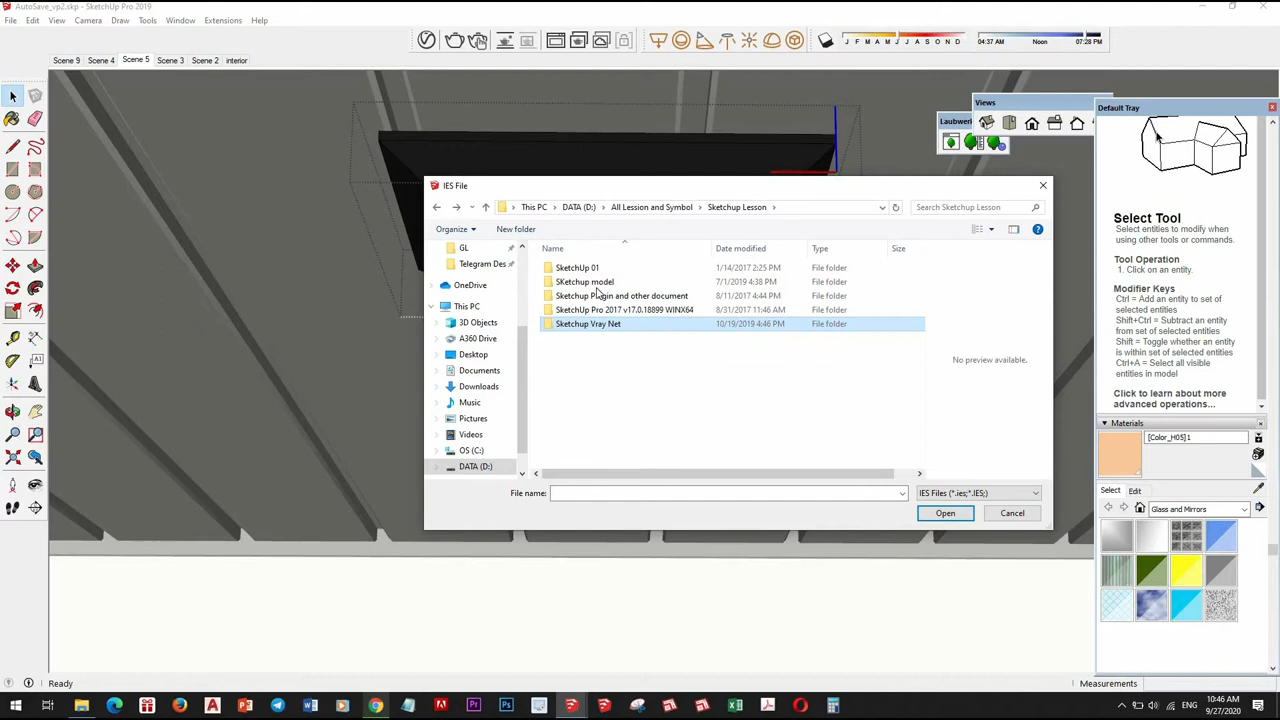 AutoSave_vp2.skp - SketchUp Pro 2019
File Edit View Camera Draw Tools Window Extensions Help
J F M A M J J A S O N D
04:37 AM Noon 07:28 PM
Scene 9 Scene 4 Scene 5 Scene 3 Scene 2 interior
Views
Default Tray
Laubwerk
IES File
This PC > DATA (D:) > All Lession and Symbol > Sketchup Lesson >
Search Sketchup Lesson
Organize New folder
Name Date modified Type Size
GL
Telegram Des
OneDrive
This PC
3D Objects
A360 Drive
Desktop
Documents
Downloads
Music
Pictures
Videos
OS (C:)
DATA (D:)
SketchUp 01 1/14/2017 2:25 PM File folder
SKetchup model 7/1/2019 4:38 PM File folder
Sketchup Plugin and other document 8/11/2017 4:44 PM File folder
SketchUp Pro 2017 v17.0.18899 WINX64 8/31/2017 11:46 AM File folder
Sketchup Vray Net 10/19/2019 4:46 PM File folder
No preview available.
File name:
IES Files (*.ies;*.IES;)
Open Cancel
Select Tool
Select entities to modify when
using other tools or commands.
Tool Operation
1. Click on an entity.
Modifier Keys
Ctrl = Add an entity to set of
selected entities
Shift+Ctrl = Subtract an entity
from set of selected entities
Shift = Toggle whether an entity
is within set of selected entities
Ctrl+A = Select all visible
entities in model
Click to learn about more
advanced operations...
Materials
[Color_H05]1
Select Edit
Glass and Mirrors
Ready
Measurements
10:46 AM
9/27/2020